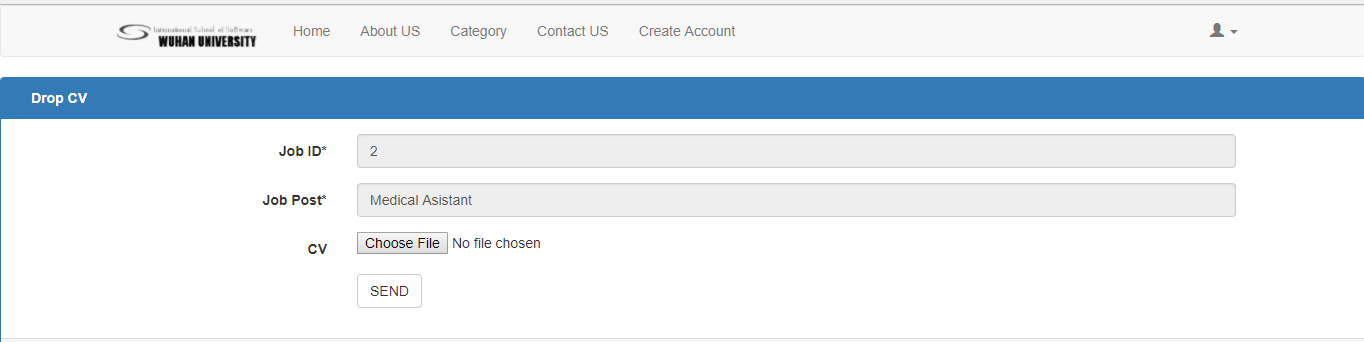 International School of Software
WUHAN UNIVERSITY
Home About US Category Contact US Create Account
Drop CV
Job ID* 2
Job Post* Medical Asistant
CV Choose File No file chosen
SEND